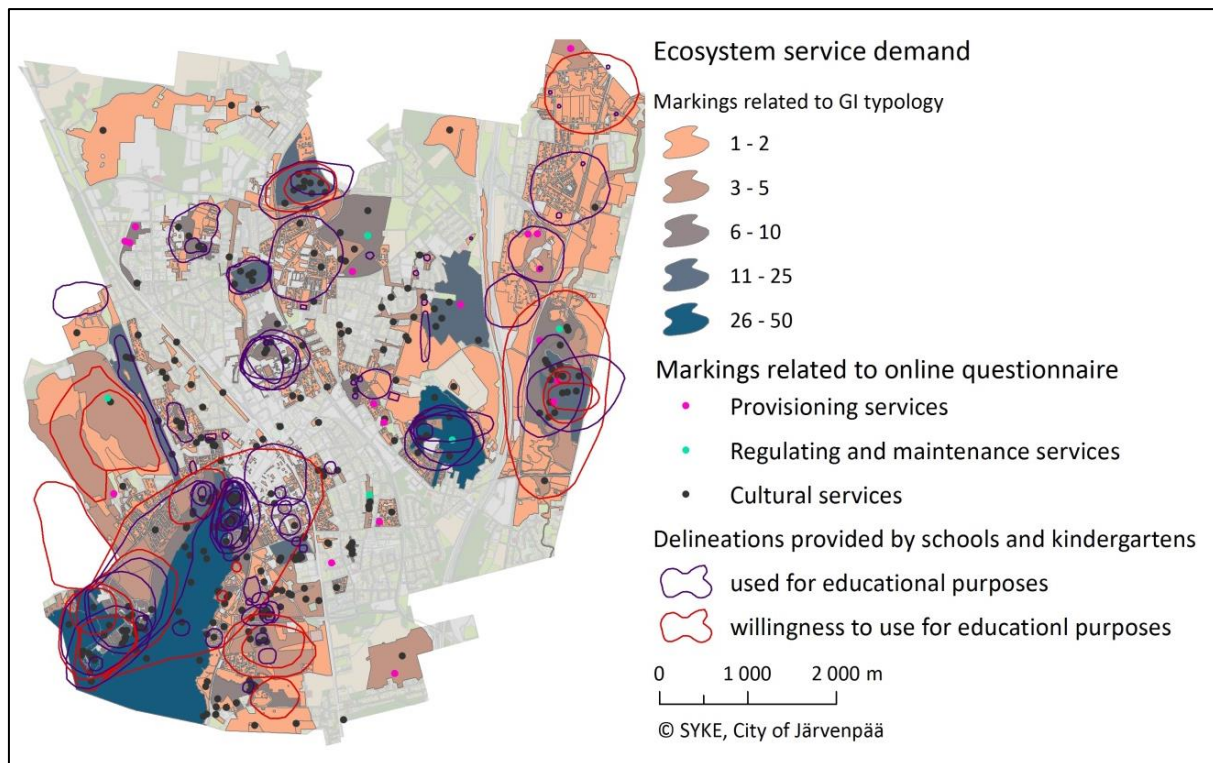 Ecosystem service demand
Markings related to GI typology
1 - 2
3 - 5
6 - 10
11 - 25
26 - 50
Markings related to online questionnaire
Provisioning services
Regulating and maintenance services
Cultural services
Delineations provided by schools and kindergartens
used for educational purposes
willingness to use for educationl purposes
0 1 000 2 000 m
© SYKE, City of Järvenpää